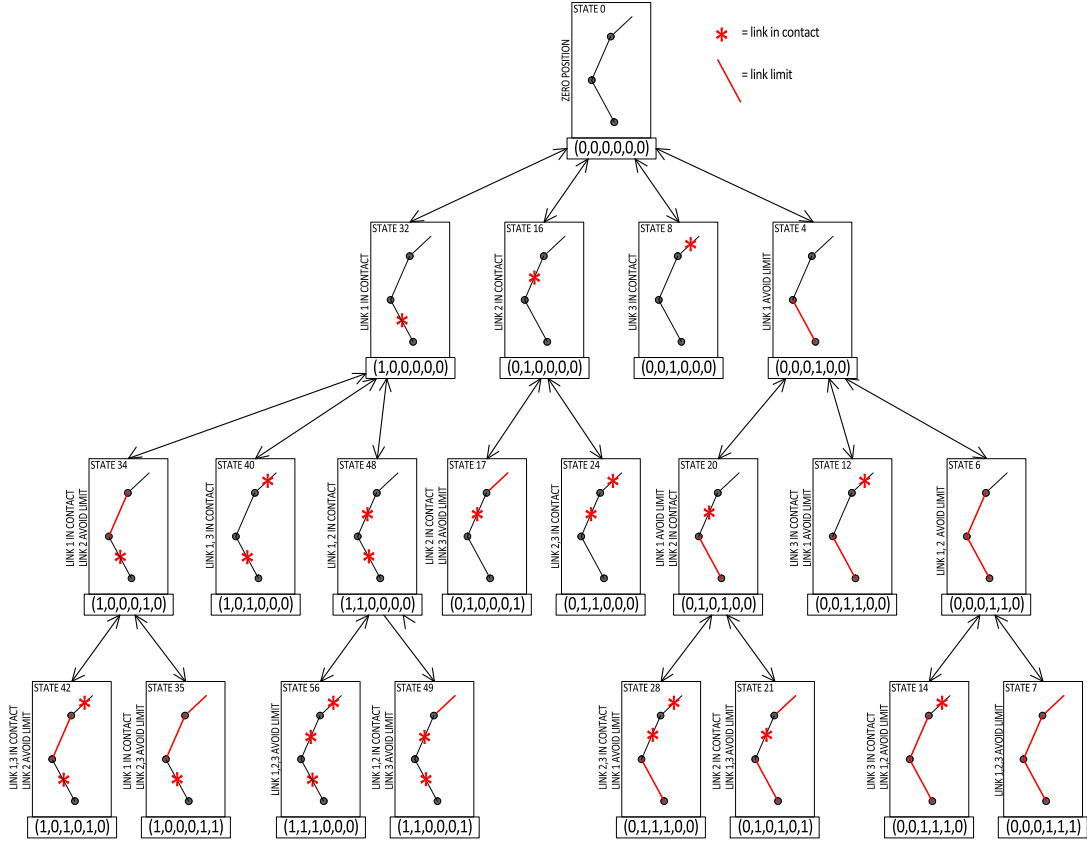 STATE 0
ZERO POSITION
= link in contact
= link limit
(0,0,0,0,0,0)
STATE 32
LINK 1 IN CONTACT
(1,0,0,0,0,0)
STATE 16
LINK 2 IN CONTACT
(0,1,0,0,0,0)
STATE 8
LINK 3 IN CONTACT
(0,0,1,0,0,0)
STATE 4
LINK 1 AVOID LIMIT
(0,0,0,1,0,0)
STATE 34
LINK 1 IN CONTACT
LINK 2 AVOID LIMIT
(1,0,0,0,1,0)
STATE 40
LINK 1, 3 IN CONTACT
(1,0,1,0,0,0)
STATE 48
LINK 1, 2 IN CONTACT
(1,1,0,0,0,0)
STATE 17
LINK 2 IN CONTACT
LINK 3 AVOID LIMIT
(0,1,0,0,0,1)
STATE 24
LINK 2,3 IN CONTACT
(0,1,1,0,0,0)
STATE 20
LINK 1 AVOID LIMIT
LINK 2 IN CONTACT
(0,1,0,1,0,0)
STATE 12
LINK 3 IN CONTACT
LINK 1 AVOID LIMIT
(0,0,1,1,0,0)
STATE 6
LINK 1, 2 AVOID LIMIT
(0,0,0,1,1,0)
STATE 42
LINK 1,3 IN CONTACT
LINK 2 AVOID LIMIT
(1,0,1,0,1,0)
STATE 35
LINK 1 IN CONTACT
LINK 2,3 AVOID LIMIT
(1,0,0,0,1,1)
STATE 56
LINK 1,2,3 AVOID LIMIT
(1,1,1,0,0,0)
STATE 49
LINK 1,2 IN CONTACT
LINK 3 AVOID LIMIT
(1,1,0,0,0,1)
STATE 28
LINK 2,3 IN CONTACT
LINK 1 AVOID LIMIT
(0,1,1,1,0,0)
STATE 21
LINK 2 IN CONTACT
LINK 1,3 AVOID LIMIT
(0,1,0,1,0,1)
STATE 14
LINK 3 IN CONTACT
LINK 1,2 AVOID LIMIT
(0,0,1,1,1,0)
STATE 7
LINK 1,2,3 AVOID LIMIT
(0,0,0,1,1,1)